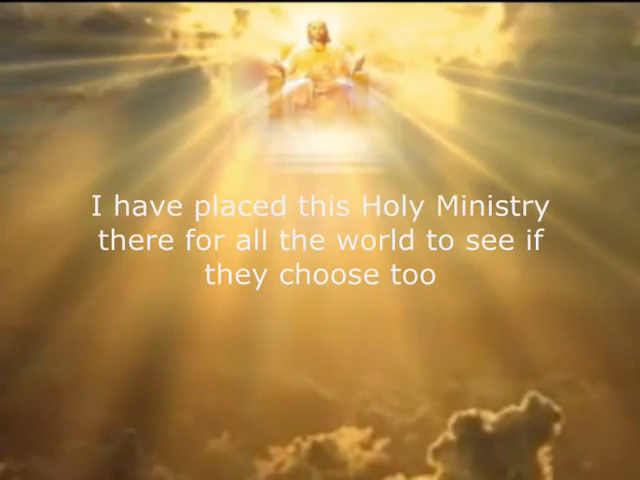 I have placed this Holy Ministry
there for all the world to see if
they choose too